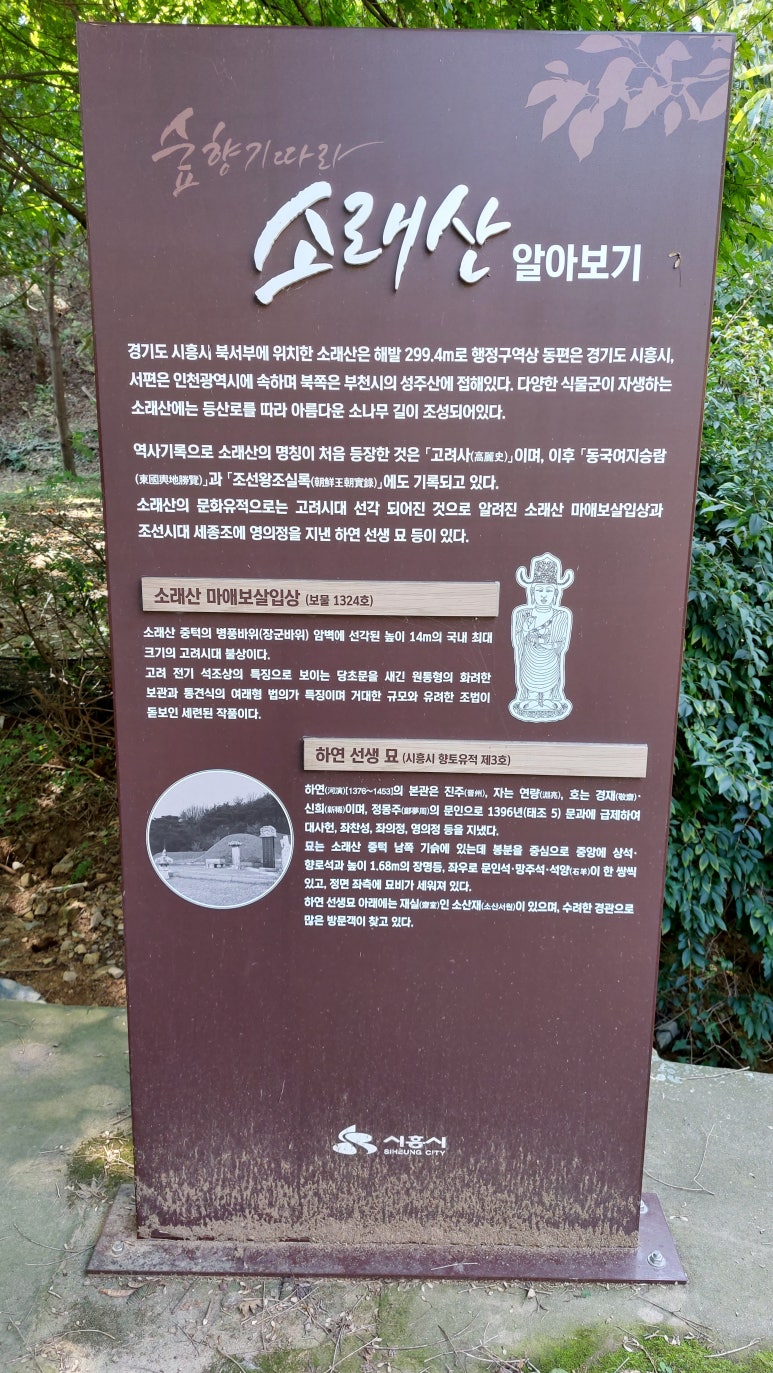 숲향기따라
소래산 알아보기
경기도 시흥시 북서부에 위치한 소래산은 해발 299.4m로 행정구역상 동편은 경기도 시흥시,
서편은 인천광역시에 속하며 북쪽은 부천시의 성주산에 접해있다. 다양한 식물군이 자생하는
소래산에는 등산로를 따라 아름다운 소나무 길이 조성되어있다.
역사기록으로 소래산의 명칭이 처음 등장한 것은 「고려사(高麗史)」이며, 이후 「동국여지승람
(東國輿地勝覽)」과 「조선왕조실록(朝鮮王朝實錄)」에도 기록되고 있다.
소래산의 문화유적으로는 고려시대 선각 되어진 것으로 알려진 소래산 마애보살입상과
조선시대 세종조에 영의정을 지낸 하연 선생 묘 등이 있다.
소래산 마애보살입상 (보물 1324호)
소래산 중턱의 병풍바위(장군바위) 암벽에 선각된 높이 14m의 국내 최대
크기의 고려시대 불상이다.
고려 전기 석조상의 특징으로 보이는 당초문을 새긴 원통형의 화려한
보관과 통견식의 여래형 법의가 특징이며 거대한 규모와 유려한 조법이
돋보인 세련된 작품이다.
하연 선생 묘 (시흥시 향토유적 제3호)
하연(河演)[1376~1453]의 본관은 진주(晉州), 자는 연량(淵亮), 호는 경재(敬齋)·
신희(新稀)이며, 정몽주(鄭夢周)의 문인으로 1396년(태조 5) 문과에 급제하여
대사헌, 좌찬성, 좌의정, 영의정 등을 지냈다.
묘는 소래산 중턱 남쪽 기슭에 있는데 봉분을 중심으로 중앙에 상석·
향로석과 높이 1.68m의 장명등, 좌우로 문인석·망주석·석양(石羊)이 한 쌍씩
있고, 정면 좌측에 묘비가 세워져 있다.
하연 선생묘 아래에는 재실(齋室)인 소산재(소산서원)이 있으며, 수려한 경관으로
많은 방문객이 찾고 있다.
시흥시
SIHEUNG CITY